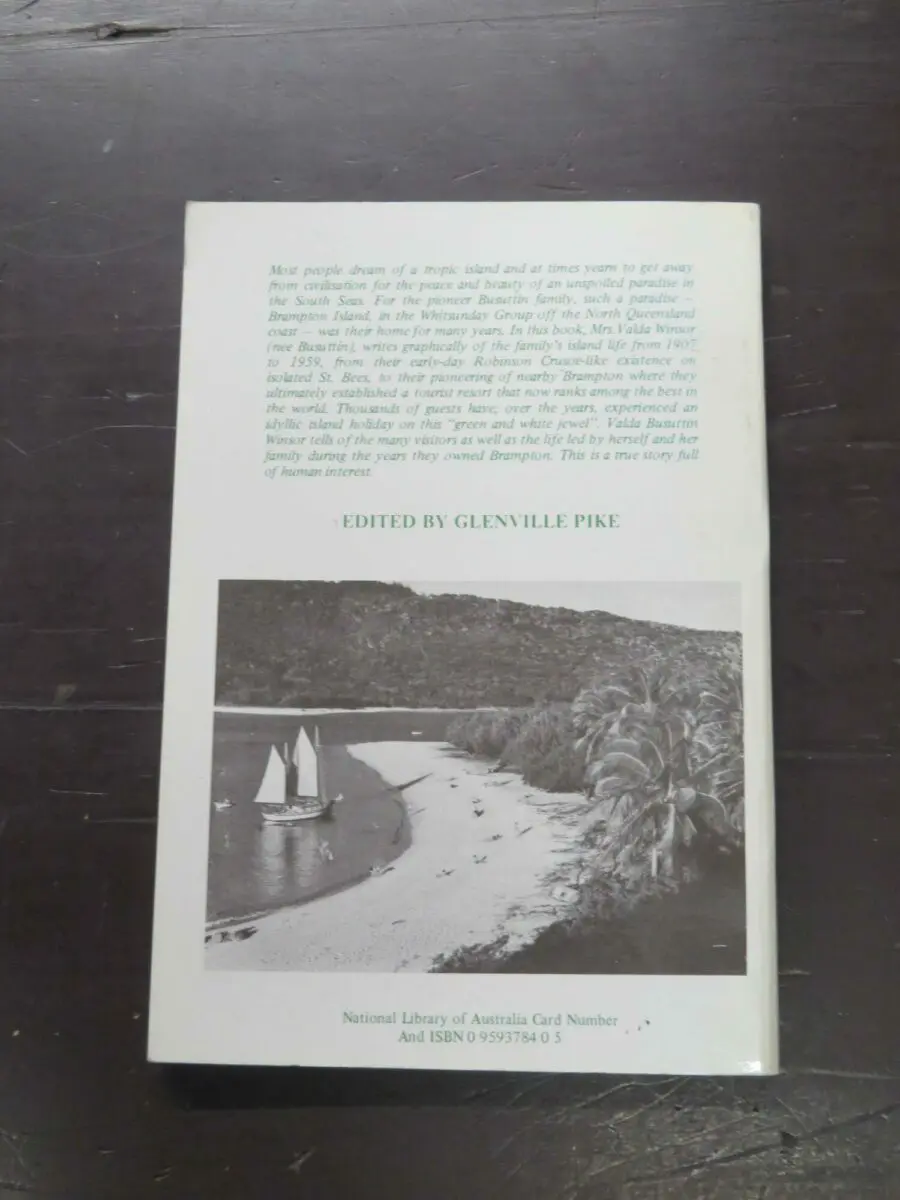 Most people dream of a tropic island and at times yearn to get away
from civilisation for the peace and beauty of an unspoiled paradise in
the South Seas. For the pioneer Busuttin family, such a paradise —
Brampton Island, in the Whitsunday Group off the North Queensland
coast — was their home for many years. In this book, Mrs Valda Winsor
(nee Busuttin), writes graphically of the family's island life from 1907
to 1959, from their early-day Robinson Crusoe-like existence on
isolated St. Bees, to their pioneering of nearby Brampton where they
ultimately established a tourist resort that now ranks among the best in
the world. Thousands of guests have, over the years, experienced an
idyllic island holiday on this "green and white jewel". Valda Busuttin
Winsor tells of the many visitors as well as the life led by herself and her
family during the years they owned Brampton. This is a true story full
of human interest.
EDITED BY GLENVILLE PIKE
National Library of Australia Card Number
And ISBN 0 9593784 0 5